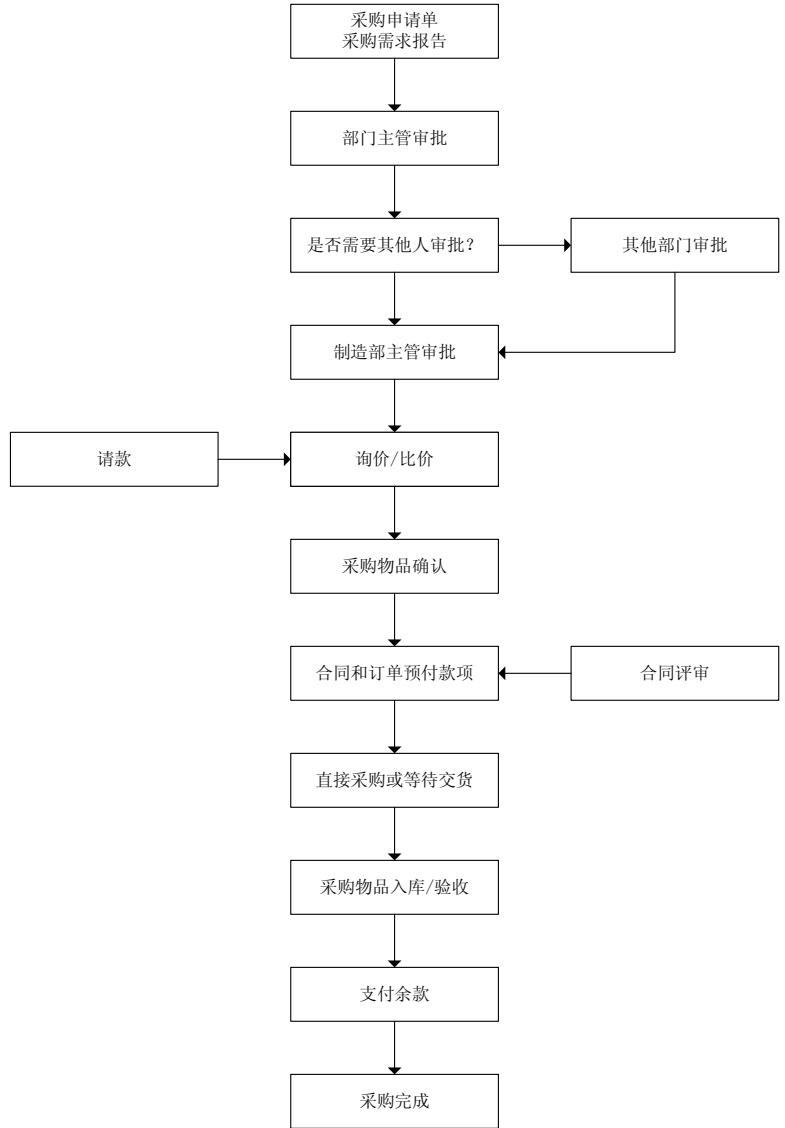 采购申请单
采购需求报告
部门主管审批
是否需要其他人审批？
其他部门审批
制造部主管审批
请款
询价/比价
采购物品确认
合同和订单预付款项
合同评审
直接采购或等待交货
采购物品入库/验收
支付余款
采购完成